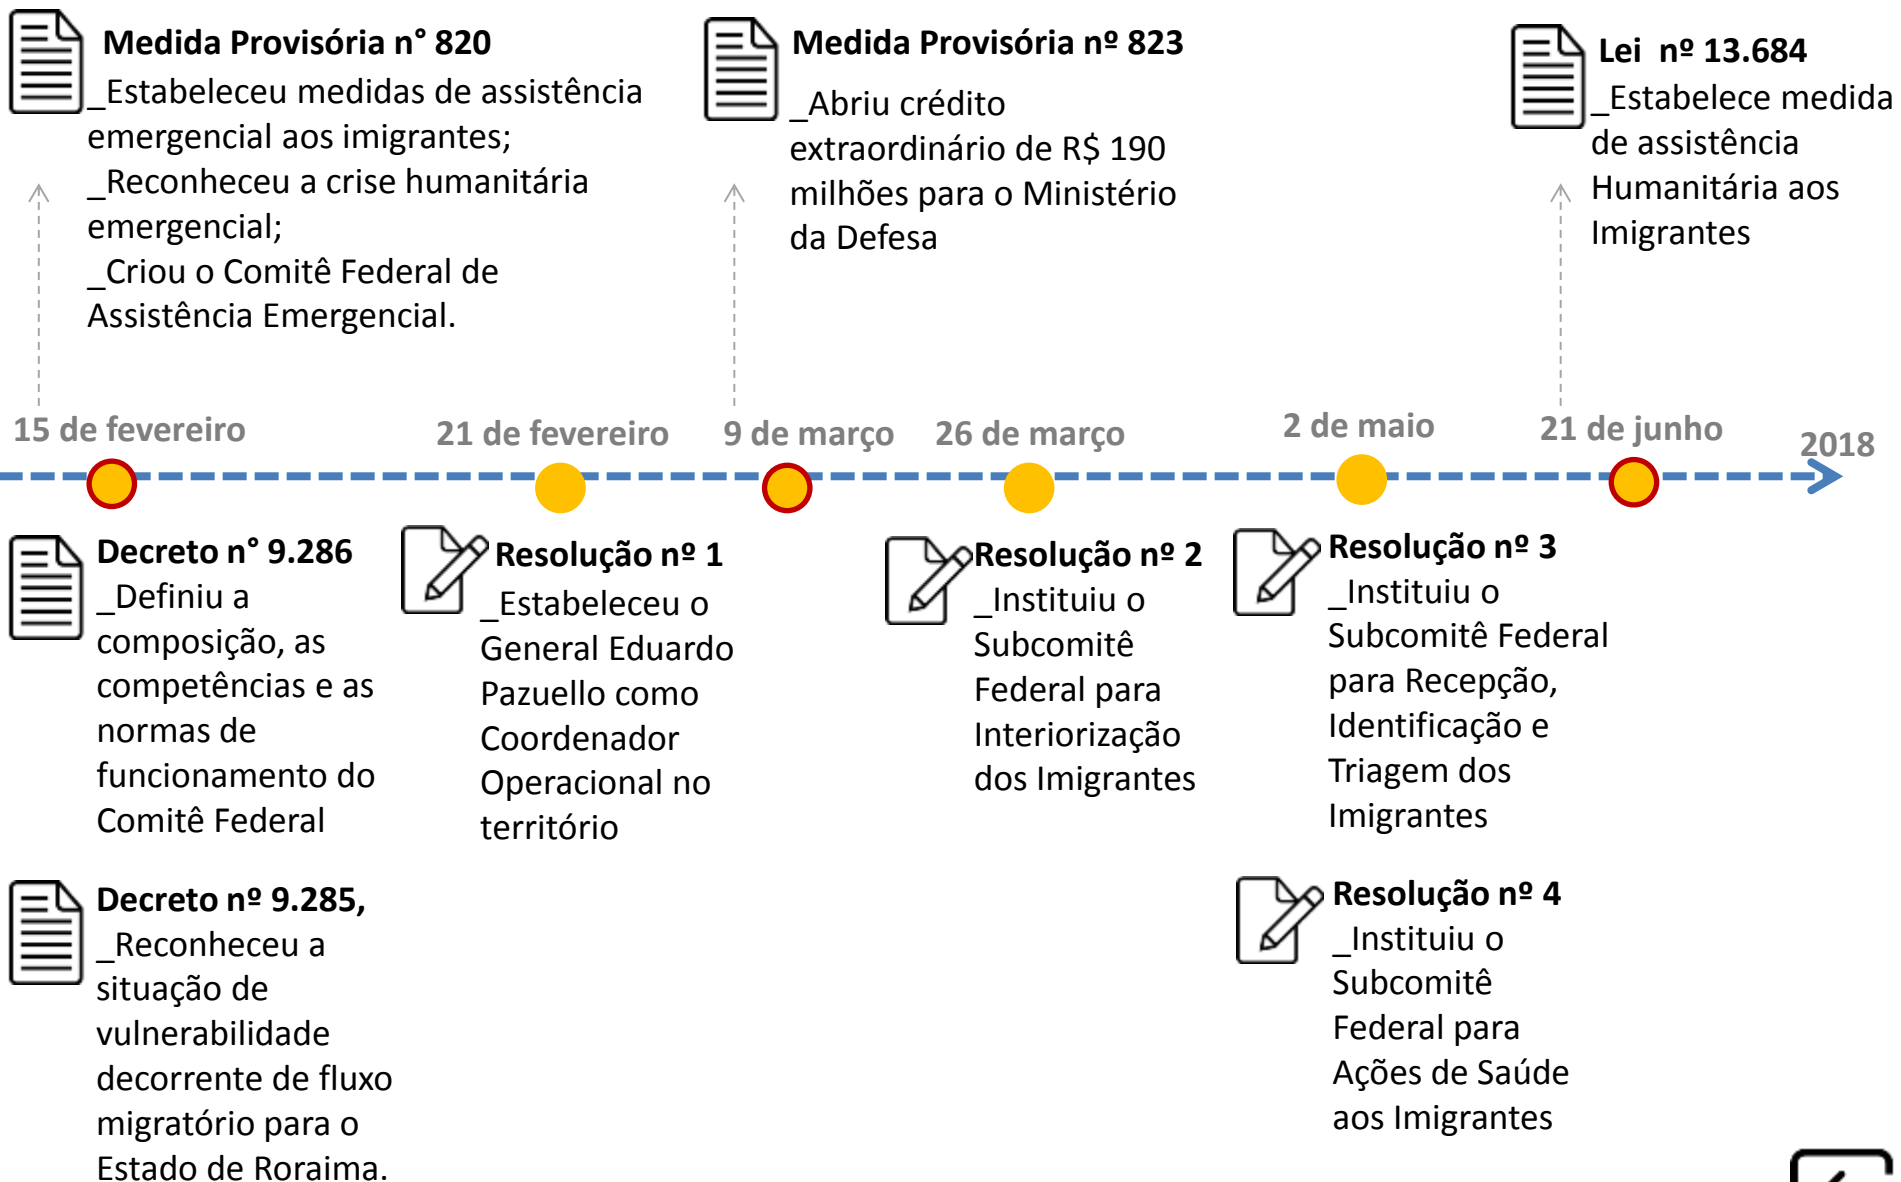 Medida Provisória n° 820
_Estabeleceu medidas de assistência
emergencial aos imigrantes;
_Reconheceu a crise humanitária
emergencial;
_Criou o Comitê Federal de
Assistência Emergencial.
Medida Provisória nº 823
_Abriu crédito
extraordinário de R$ 190
milhões para o Ministério
da Defesa
Lei nº 13.684
_Estabelece medida
de assistência
Humanitária aos
Imigrantes
15 de fevereiro
21 de fevereiro
9 de março
26 de março
2 de maio
21 de junho
2018
Decreto n° 9.286
_Definiu a
composição, as
competências e as
normas de
funcionamento do
Comitê Federal
Decreto nº 9.285,
_Reconheceu a
situação de
vulnerabilidade
decorrente de fluxo
migratório para o
Estado de Roraima.
Resolução nº 1
_Estabeleceu o
General Eduardo
Pazuello como
Coordenador
Operacional no
território
Resolução nº 2
_Instituiu o
Subcomitê
Federal para
Interiorização
dos Imigrantes
Resolução nº 3
_Instituiu o
Subcomitê Federal
para Recepção,
Identificação e
Triagem dos
Imigrantes
Resolução nº 4
_Instituiu o
Subcomitê
Federal para
Ações de Saúde
aos Imigrantes